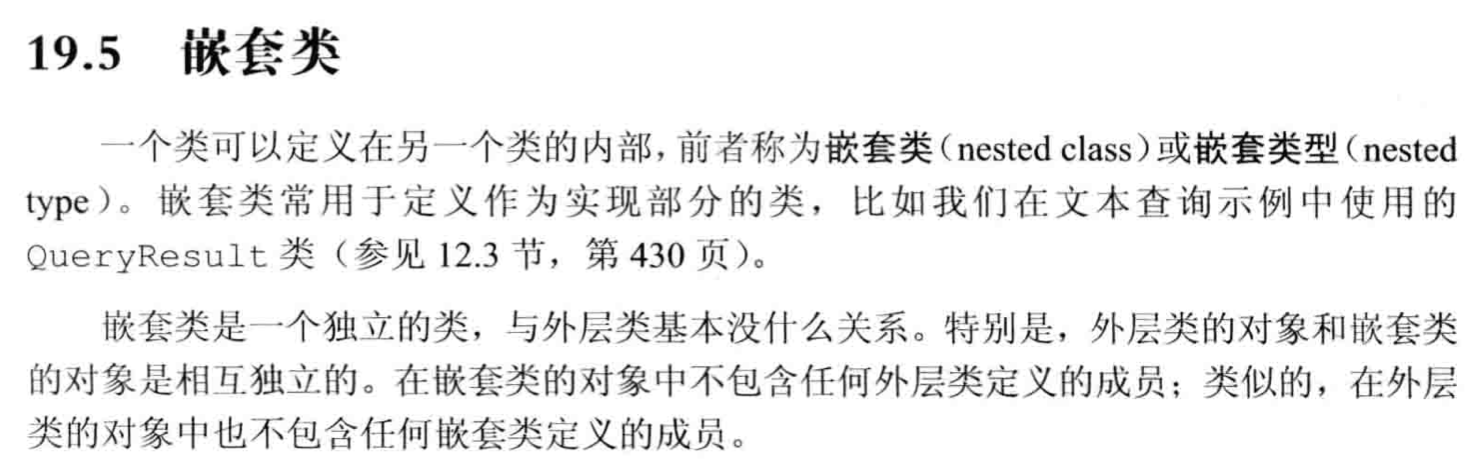 19.5 嵌套类
一个类可以定义在另一个类的内部，前者称为嵌套类（nested class）或嵌套类型（nested
type）。嵌套类常用于定义作为实现部分的类，比如我们在文本查询示例中使用的
QueryResult 类（参见 12.3 节，第 430 页）。
嵌套类是一个独立的类，与外层类基本没什么关系。特别是，外层类的对象和嵌套类
的对象是相互独立的。在嵌套类的对象中不包含任何外层类定义的成员；类似的，在外层
类的对象中也不包含任何嵌套类定义的成员。